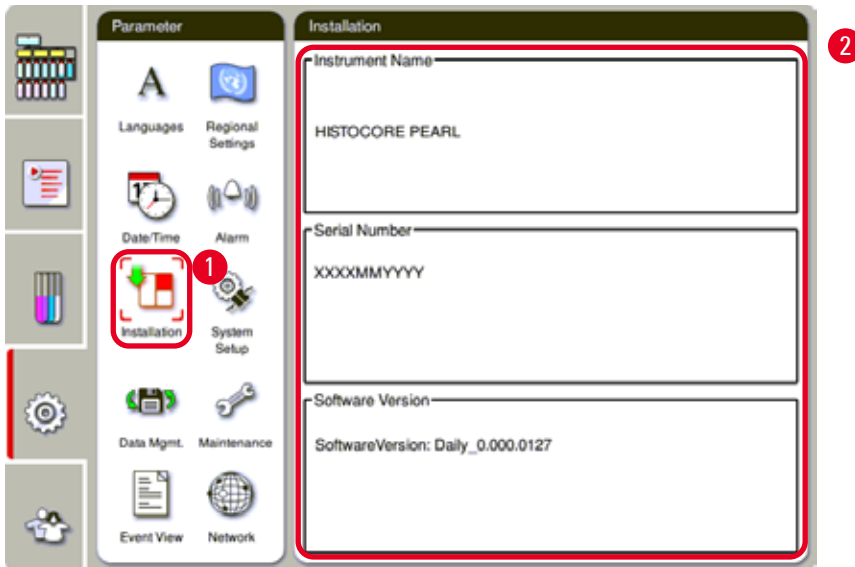 Parameter
A
Languages
Regional
Settings
Date/Time
Alarm
1
Installation
System
Setup
Data Mgmt.
Maintenance
Event View
Network
Installation
2
Instrument Name
HISTOCORE PEARL
Serial Number
XXXXMMYYYY
Software Version
SoftwareVersion: Daily_0.000.0127